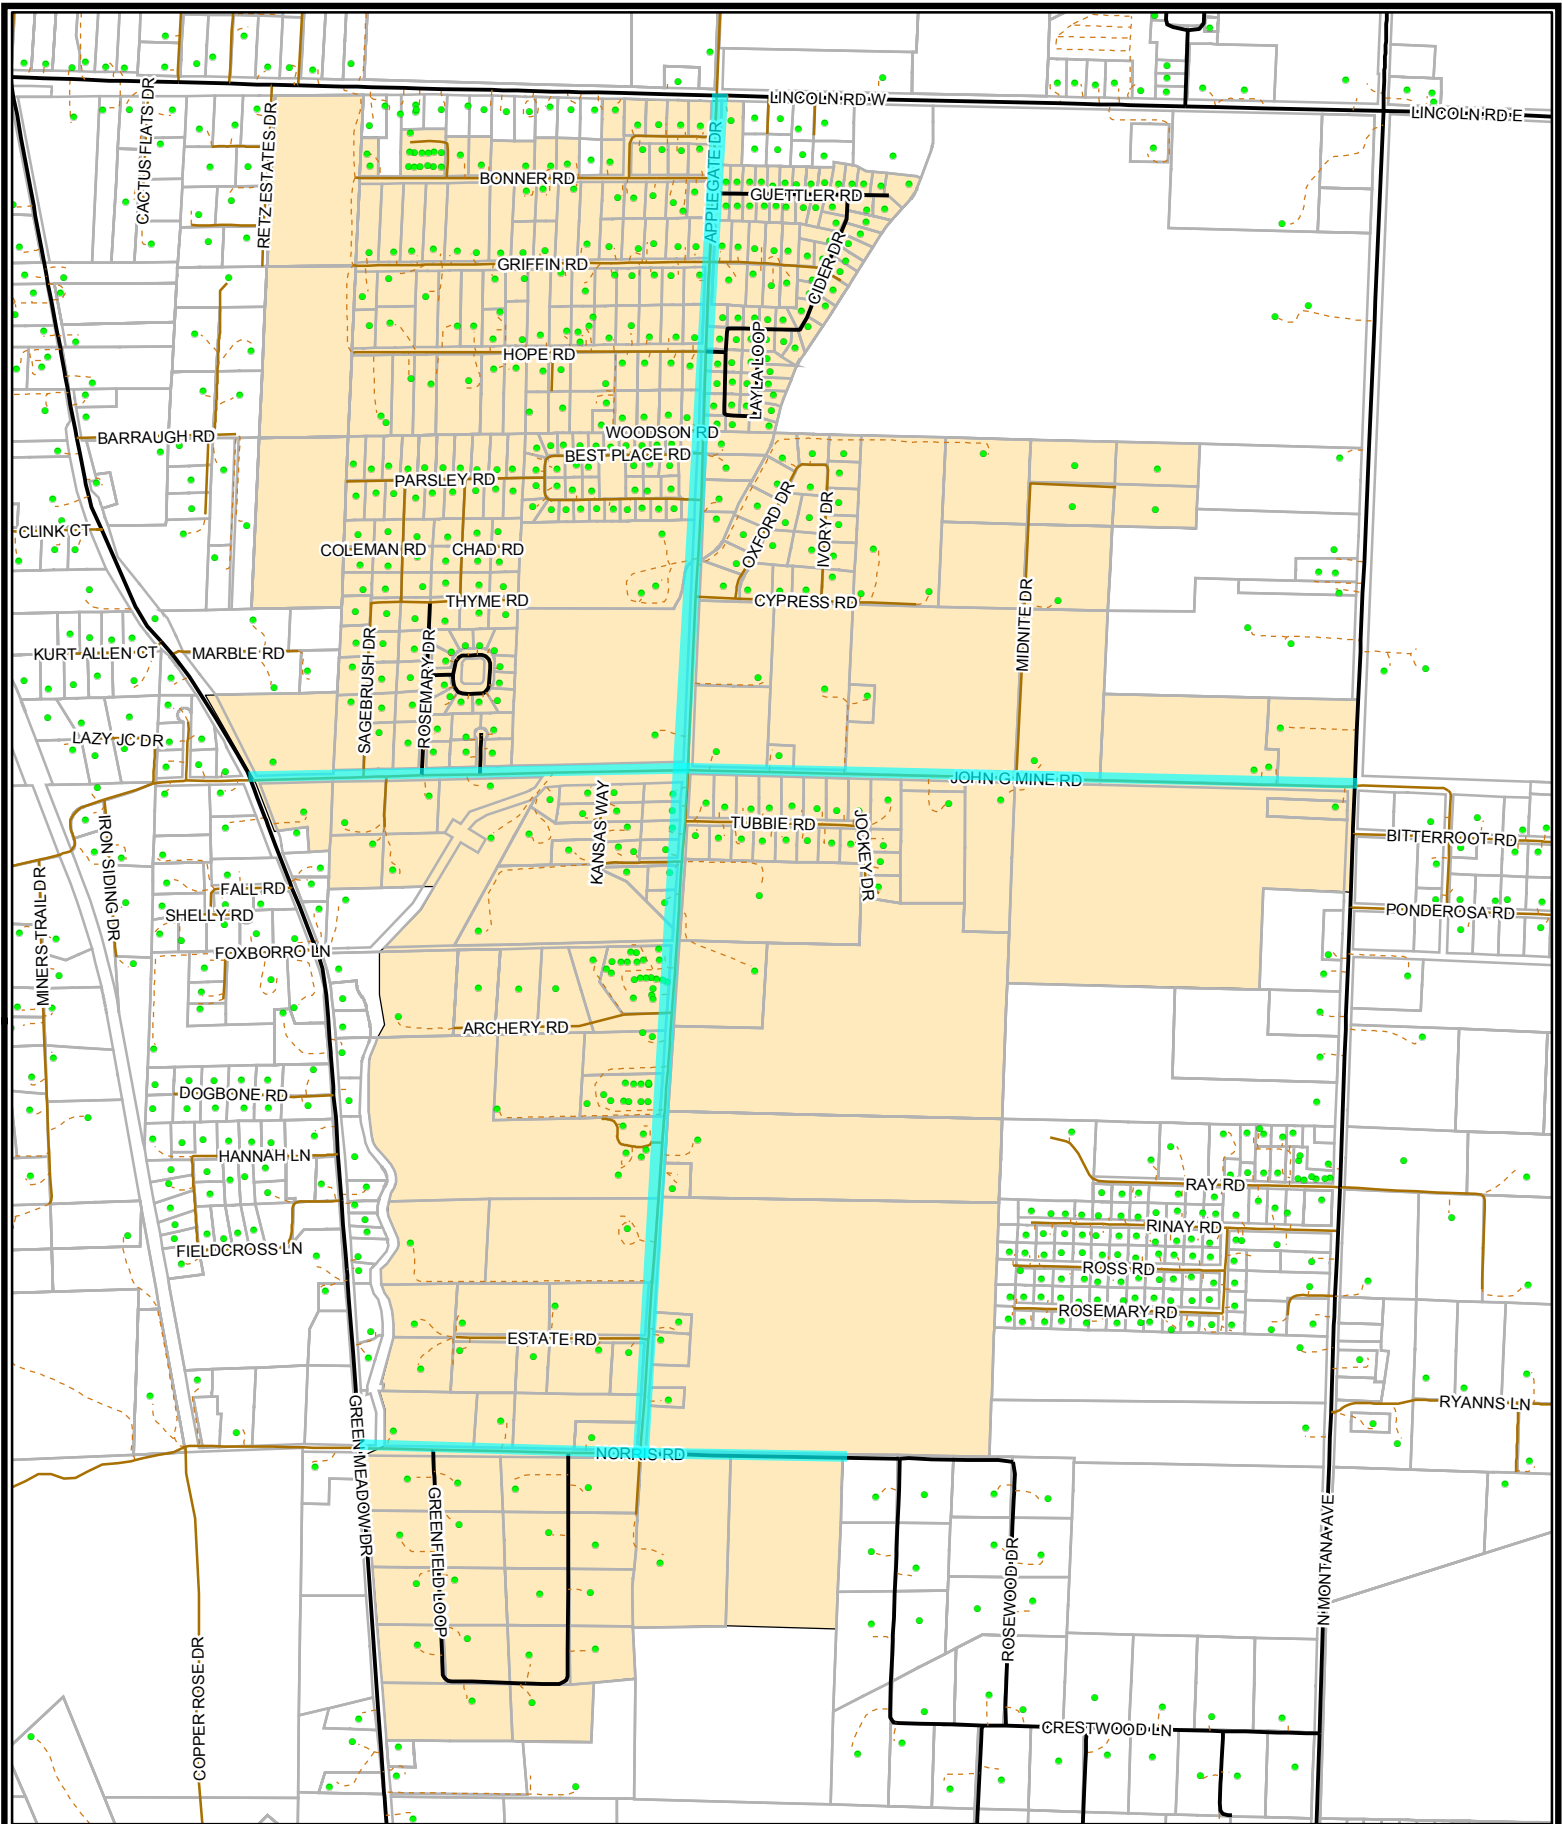 LINCOLN RD W
LINCOLN RD E
CACTUS FLATS DR
RETZ ESTATES DR
APPLEGATE DR
BONNER RD
GUETTLER RD
CIDER DR
GRIFFIN RD
HOPE RD
LAYLA LOOP
WOODSON RD
BARRAUGH RD
BEST PLACE RD
PARSLEY RD
OXFORD DR
IVORY DR
CLINK CT
COLEMAN RD
CHAD RD
THYME RD
CYPRESS RD
MIDNITE DR
KURT ALLEN CT
MARBLE RD
SAGEBRUSH DR
ROSEMARY DR
LAZY JC DR
JOHN G MINE RD
KANSAS WAY
TUBBIE RD
JOCKEY DR
BITTERROOT RD
IRON SIDING DR
MINERS TRAIL DR
FALL RD
SHELLY RD
PONDEROSA RD
FOXBORRO LN
ARCHERY RD
DOGBONE RD
HANNAH LN
RAY RD
RINAY RD
FIELDCROSS LN
ROSS RD
ROSEMARY RD
ESTATE RD
RYANNS LN
GREEN MEADOW DR
NORRIS RD
GREENFIELD LOOP
ROSEWOOD DR
N MONTANA AVE
COPPER ROSE DR
CRESTWOOD LN